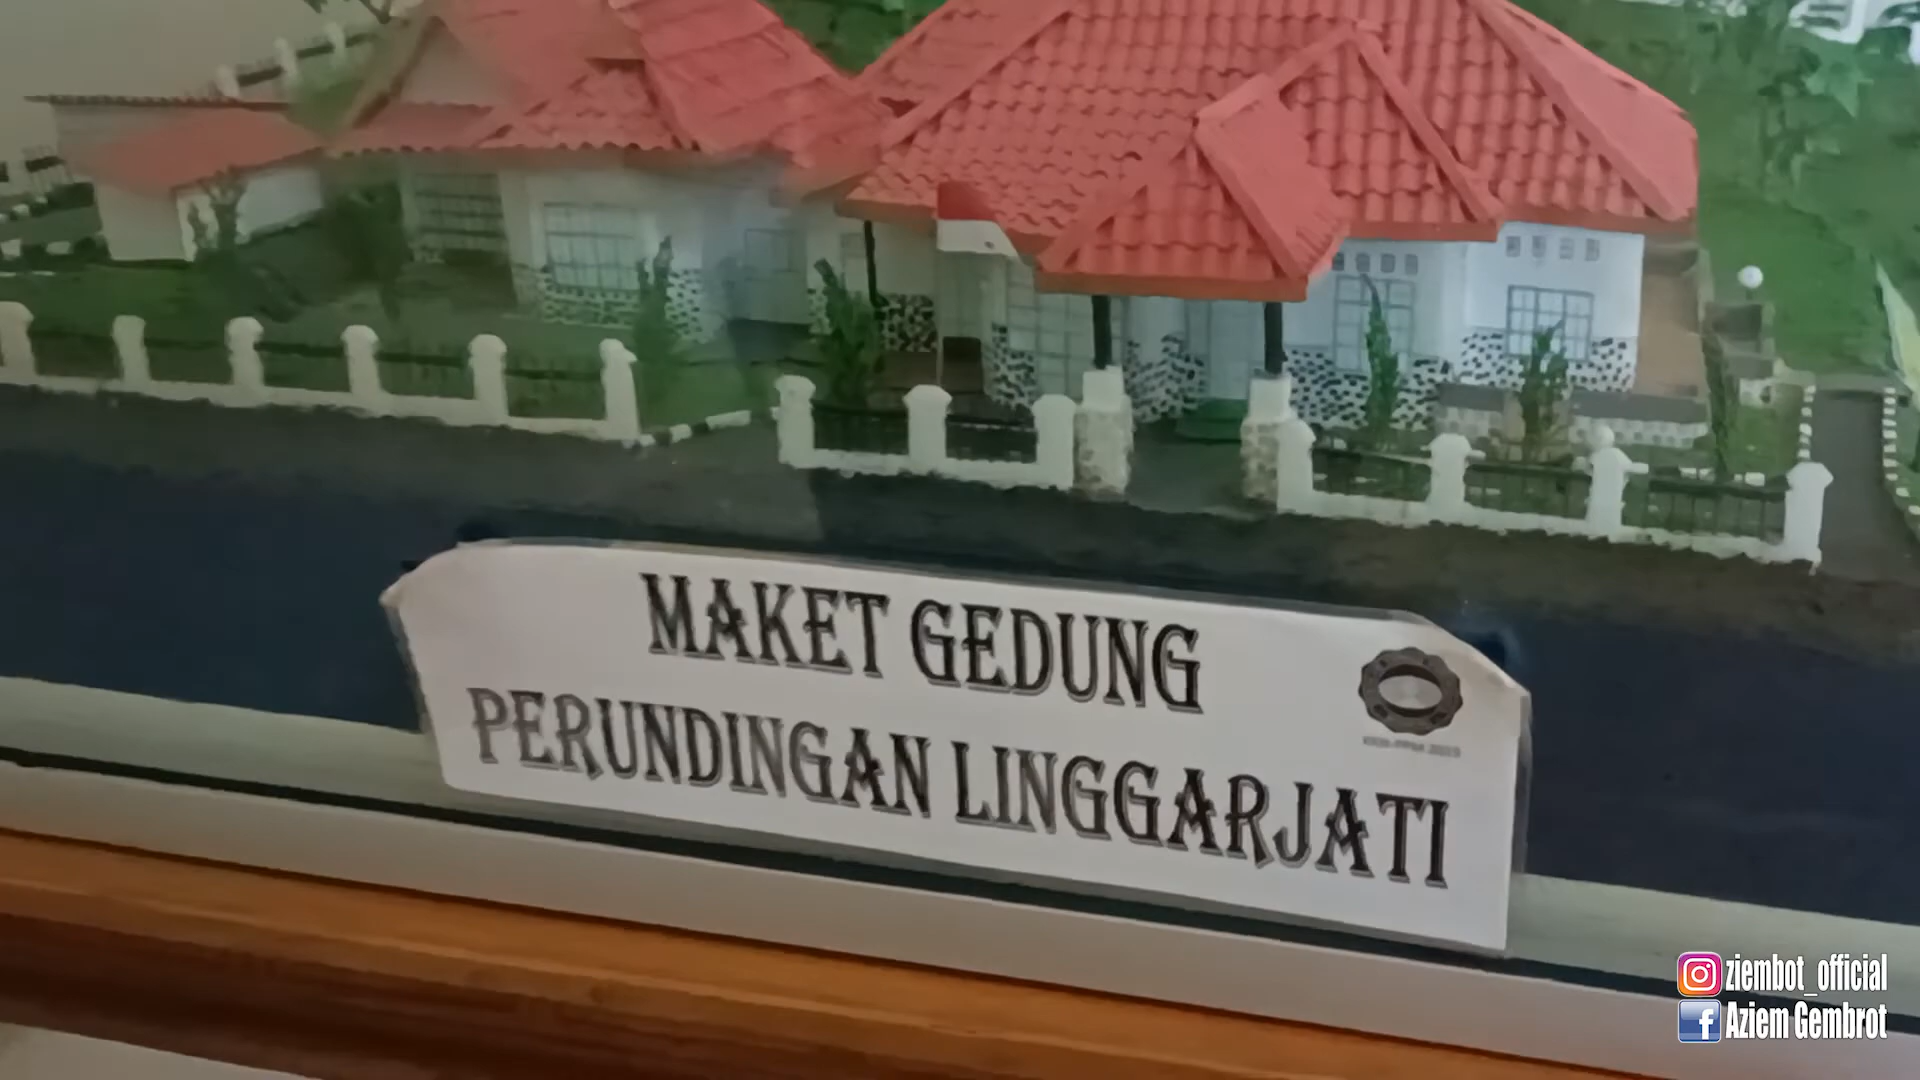 MAKET GEDUNG
PERUNDINGAN LINGGARJATI
ziembot_official
Aziem Gembrot